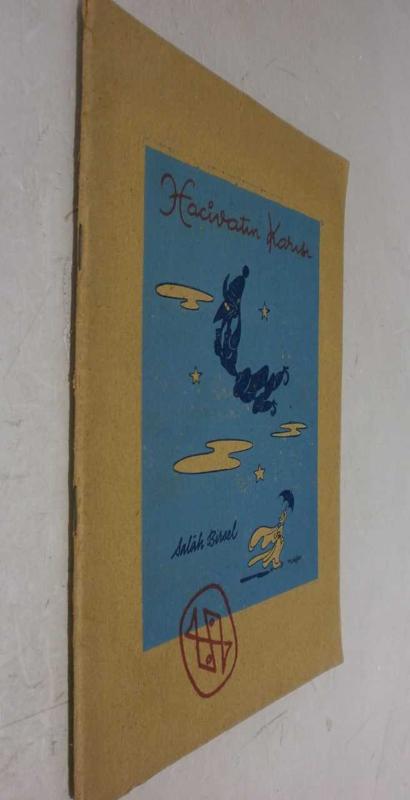 Hacivatın Karısı
Salâh Birsel